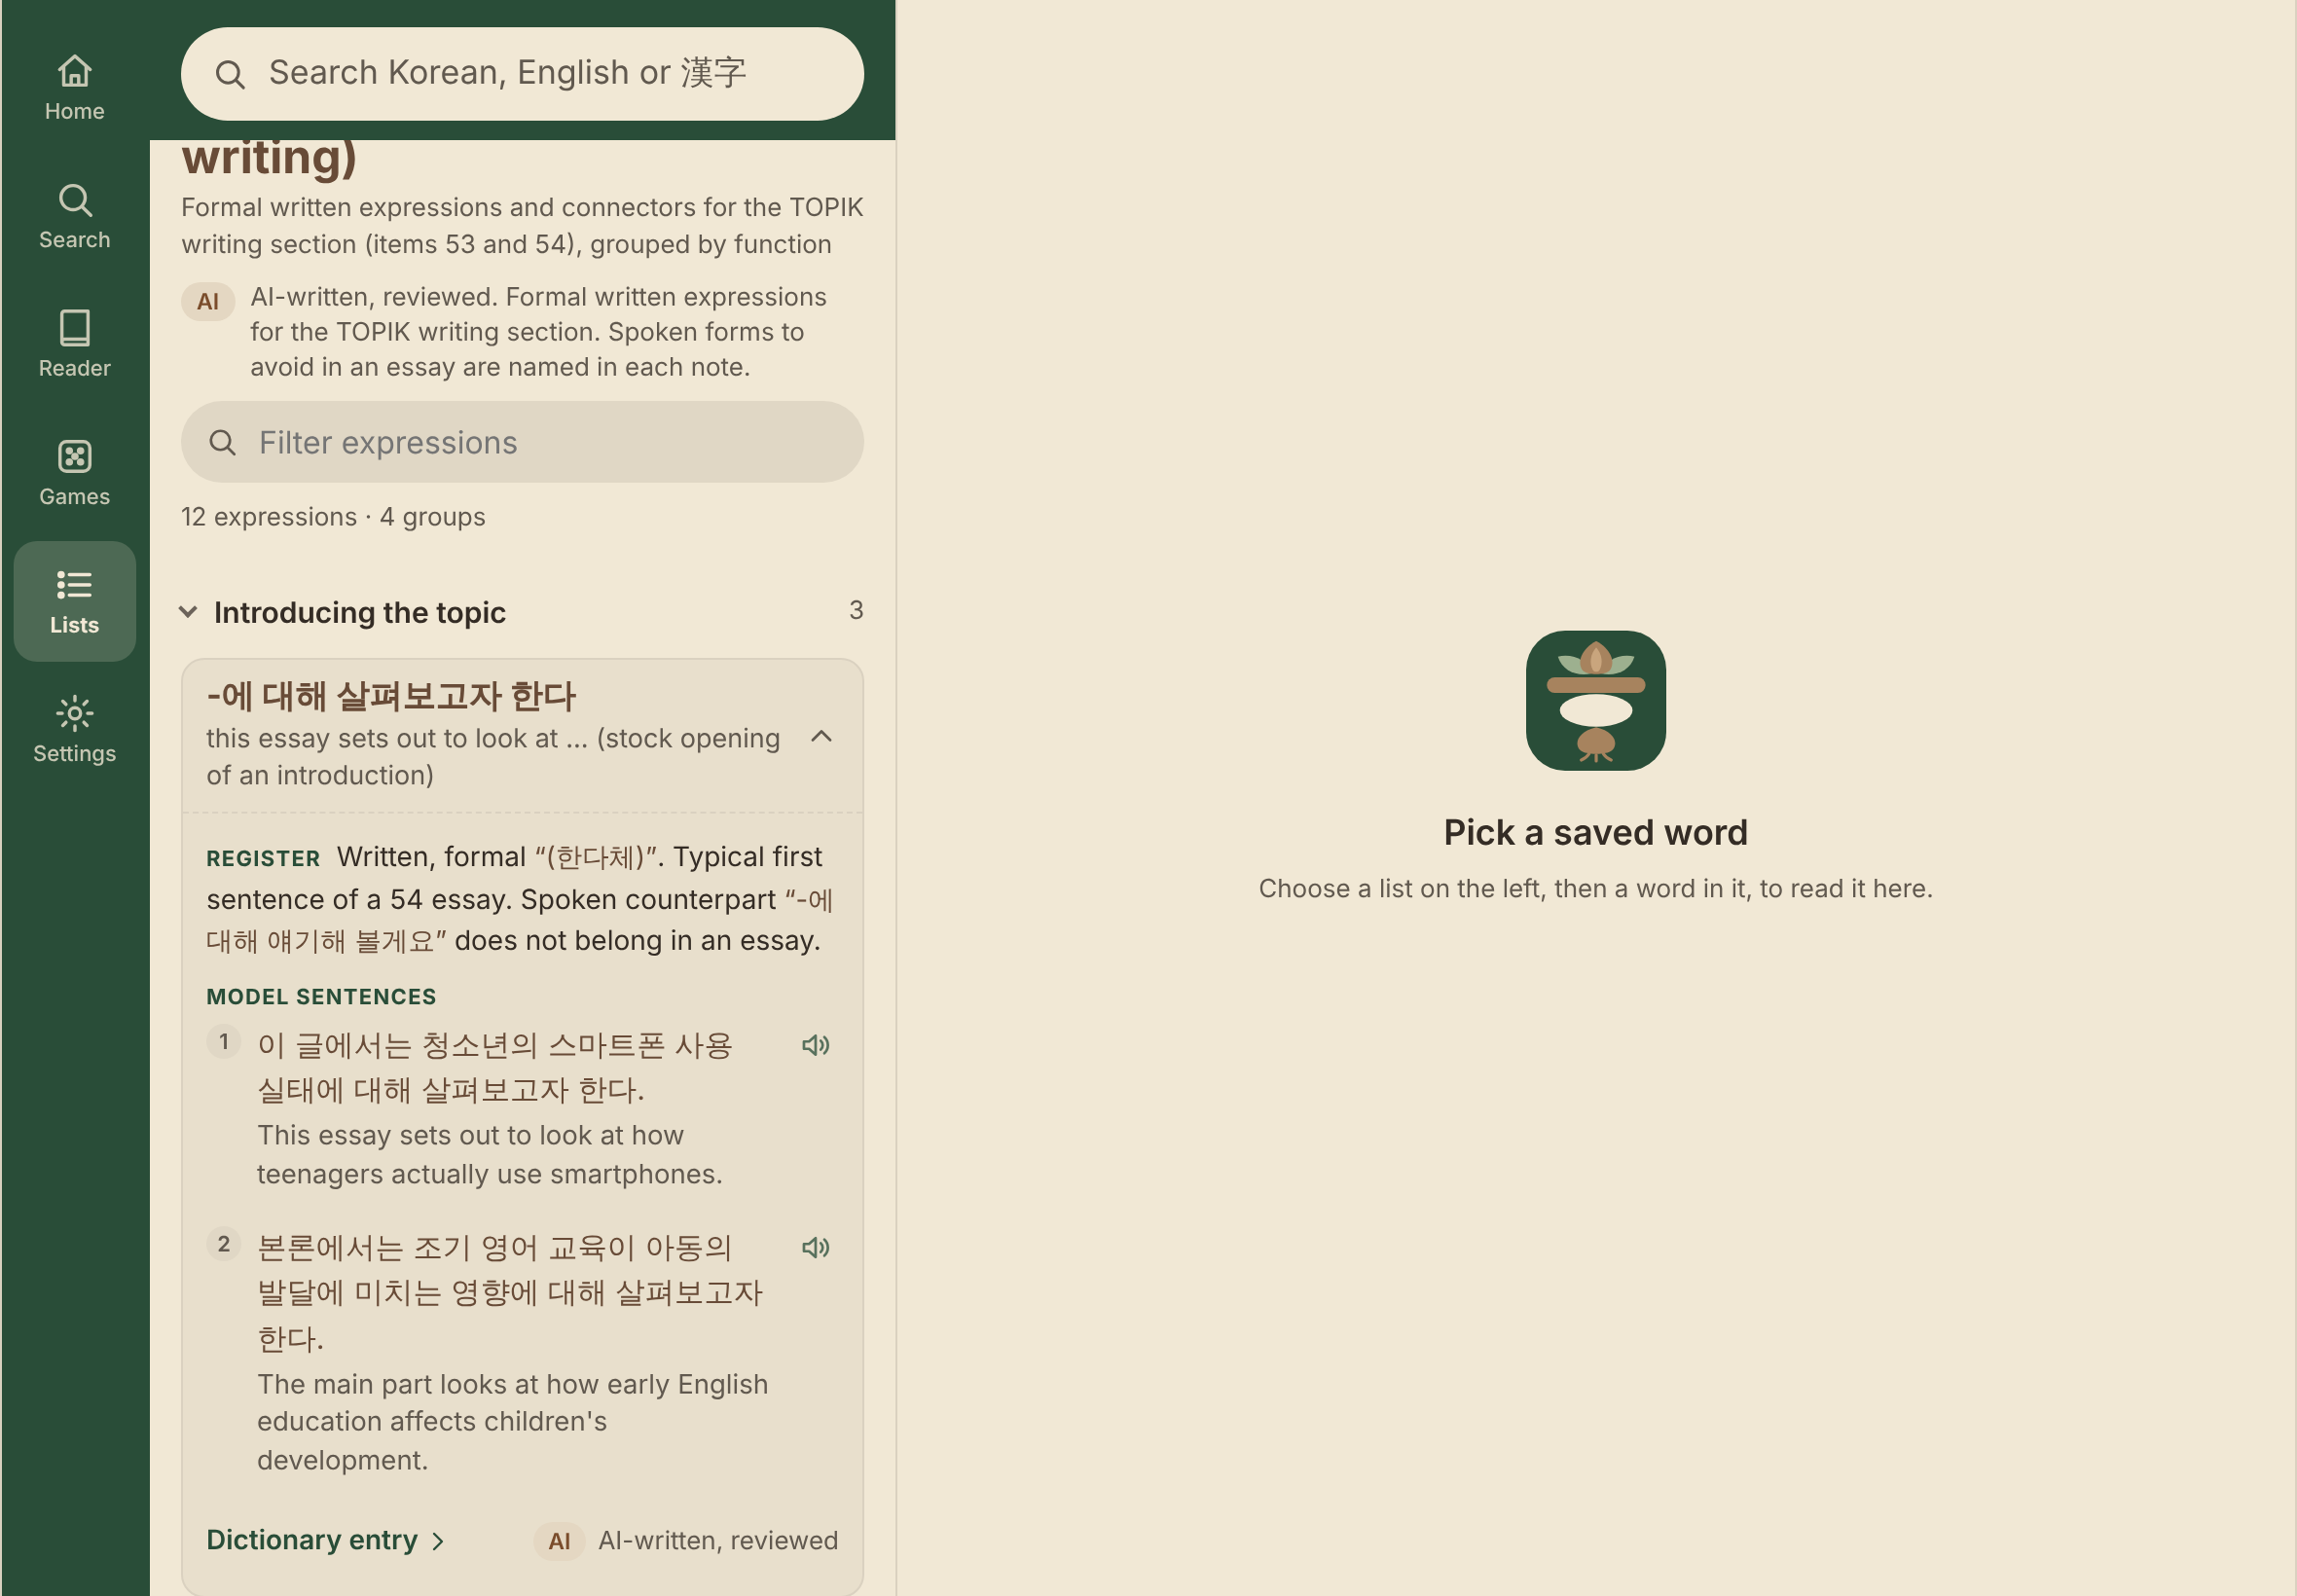 Home
Search
Reader
Games
Lists
Settings
Search Korean, English or 漢字
writing)
Formal written expressions and connectors for the TOPIK
writing section (items 53 and 54), grouped by function
AI
AI-written, reviewed. Formal written expressions
for the TOPIK writing section. Spoken forms to
avoid in an essay are named in each note.
Filter expressions
12 expressions · 4 groups
Introducing the topic 3
-에 대해 살펴보고자 한다
this essay sets out to look at ... (stock opening
of an introduction)
REGISTER Written, formal “(한다체)”. Typical first
sentence of a 54 essay. Spoken counterpart “-에
대해 얘기해 볼게요” does not belong in an essay.
MODEL SENTENCES
1 이 글에서는 청소년의 스마트폰 사용
실태에 대해 살펴보고자 한다.
This essay sets out to look at how
teenagers actually use smartphones.
2 본론에서는 조기 영어 교육이 아동의
발달에 미치는 영향에 대해 살펴보고자
한다.
The main part looks at how early English
education affects children's
development.
Dictionary entry
AI AI-written, reviewed
Pick a saved word
Choose a list on the left, then a word in it, to read it here.